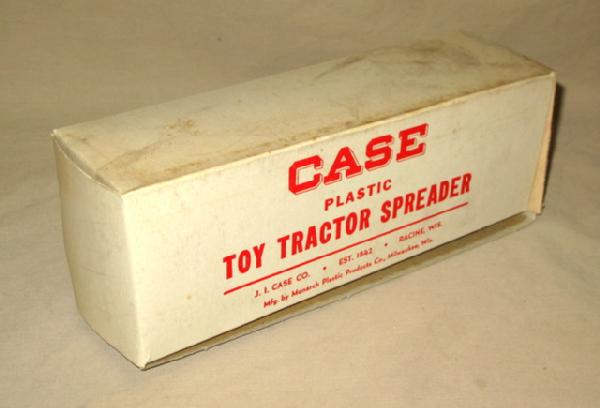 CASE
PLASTIC
TOY TRACTOR SPREADER
J. I. CASE CO. • EST. 1842 • RACINE, WIS.
Mfg. by Monarch Plastic Products Co., Milwaukee, Wis.